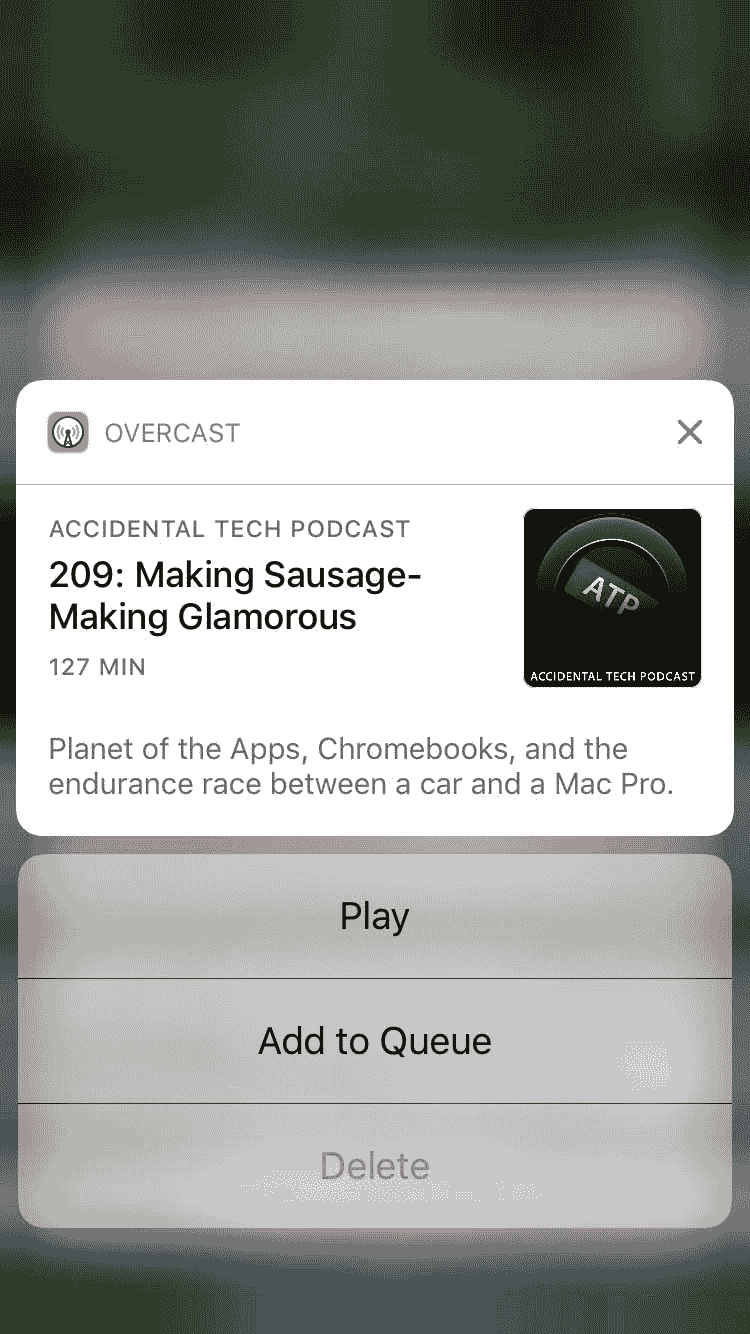 OVERCAST
ACCIDENTAL TECH PODCAST
209: Making Sausage-
Making Glamorous
127 MIN
ATP
ACCIDENTAL TECH PODCAST
Planet of the Apps, Chromebooks, and the
endurance race between a car and a Mac Pro.
Play
Add to Queue
Delete